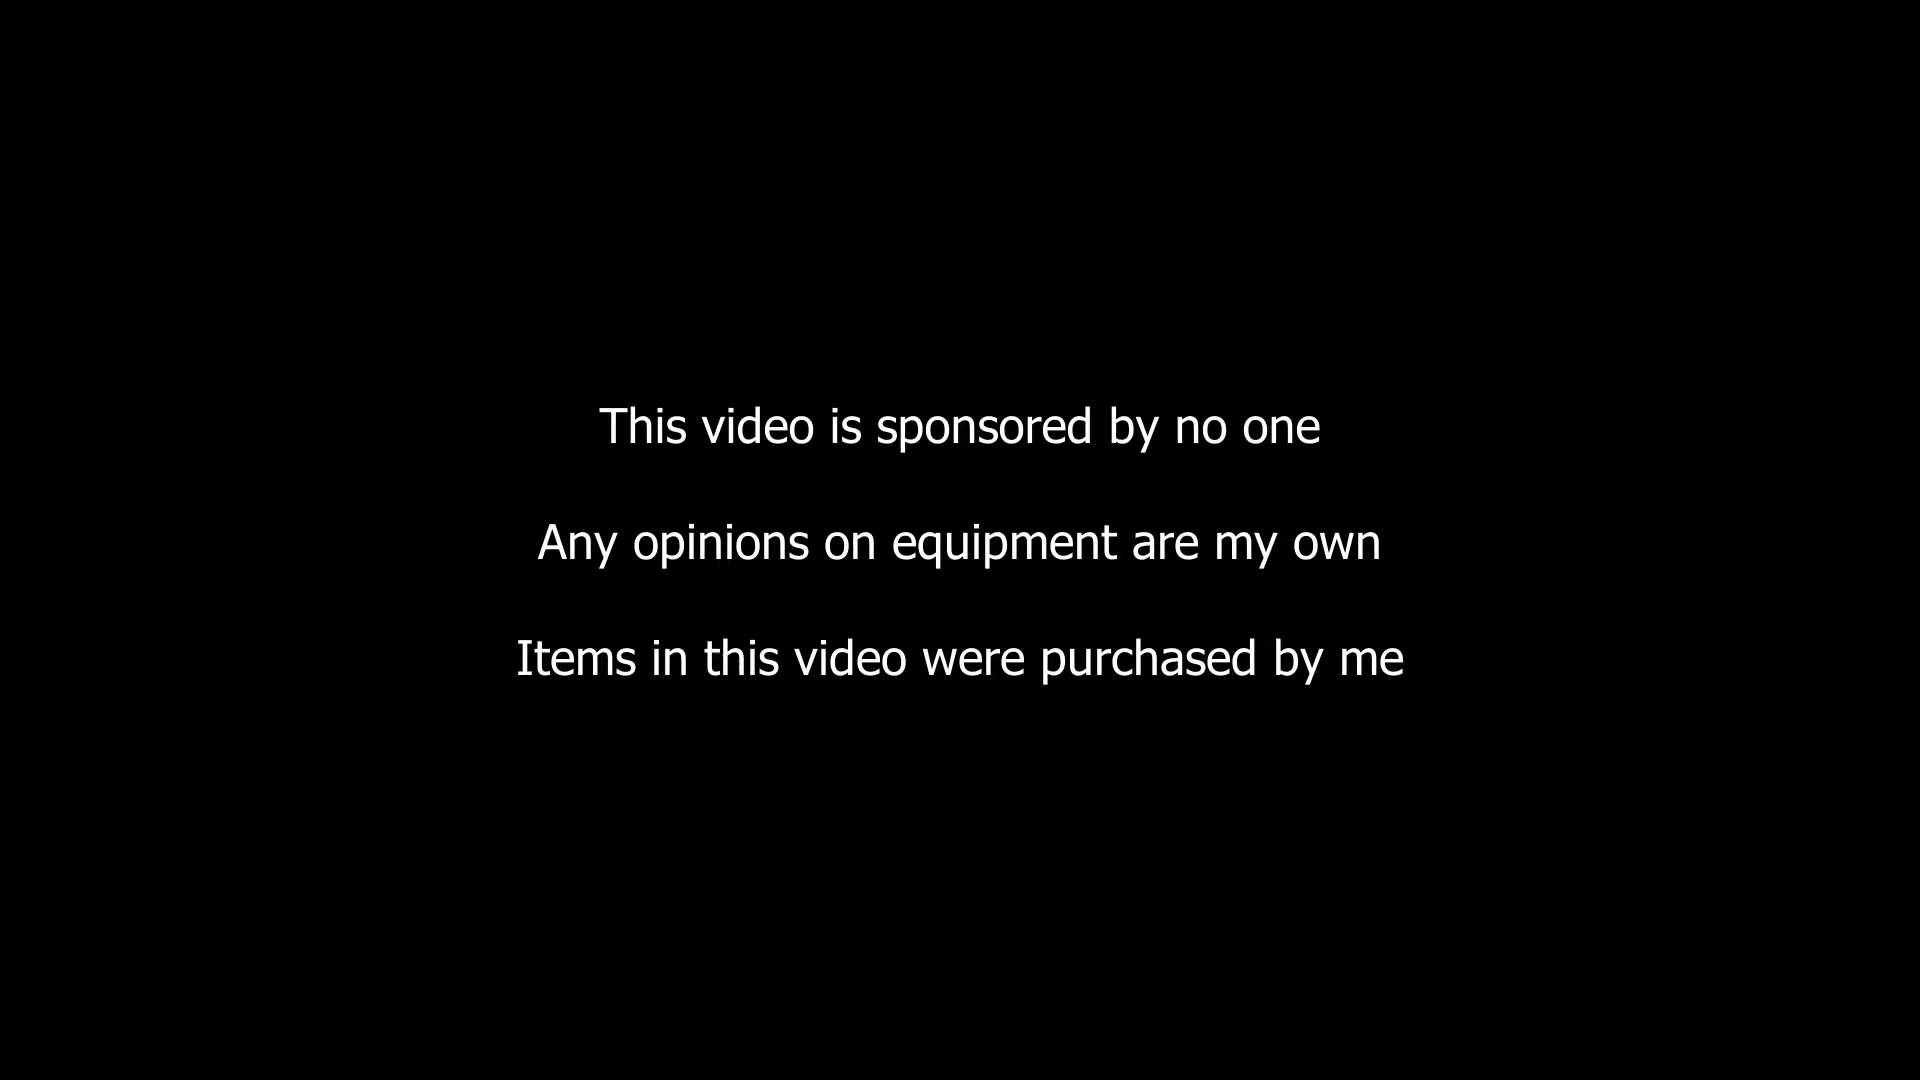 This video is sponsored by no one
Any opinions on equipment are my own
Items in this video were purchased by me